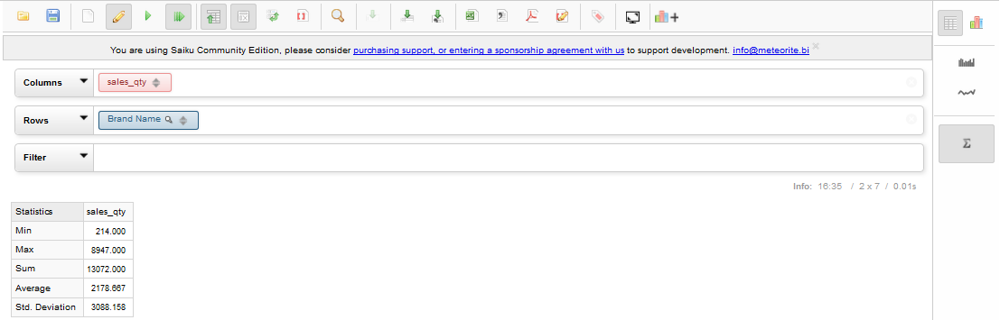 You are using Saiku Community Edition, please consider purchasing support, or entering a sponsorship agreement with us to support development. info@meteorite.bi
Columns sales_qty
Rows Brand Name
Filter
Info: 16:35 / 2 x 7 / 0.01s
Statistics sales_qty
Min 214.000
Max 8947.000
Sum 13072.000
Average 2178.667
Std. Deviation 3088.158